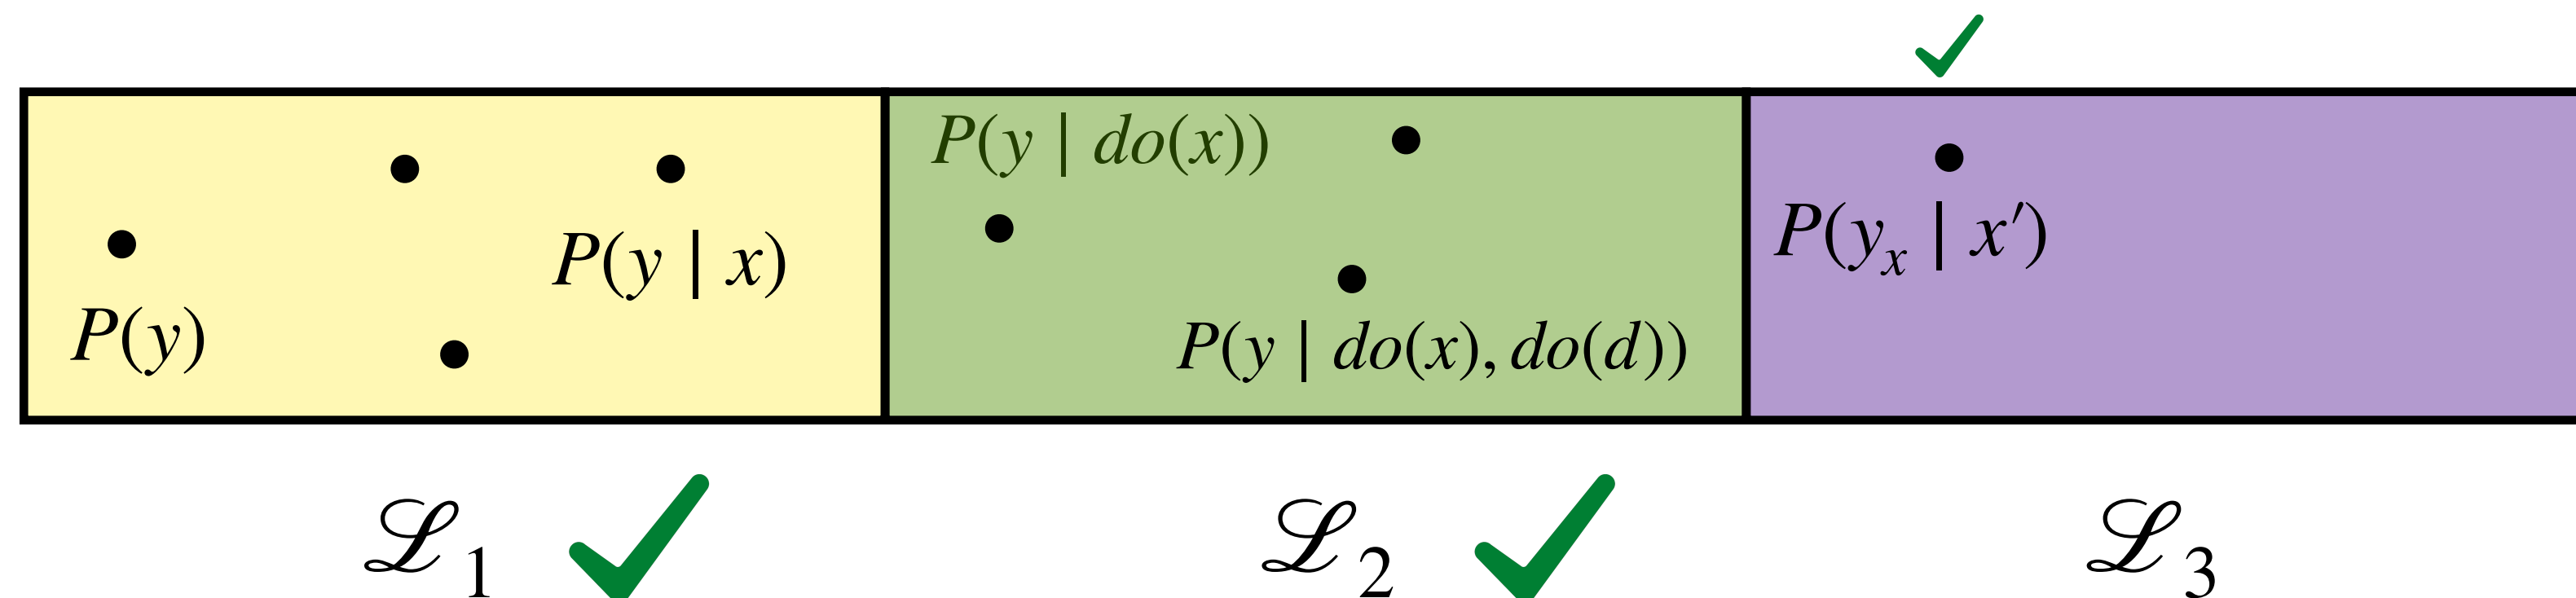 P(y | do(x))
P(y | x)
P(y_x | x′)
P(y)
P(y | do(x), do(d))
ℒ₁ ✓ ℒ₂ ✓ ℒ₃